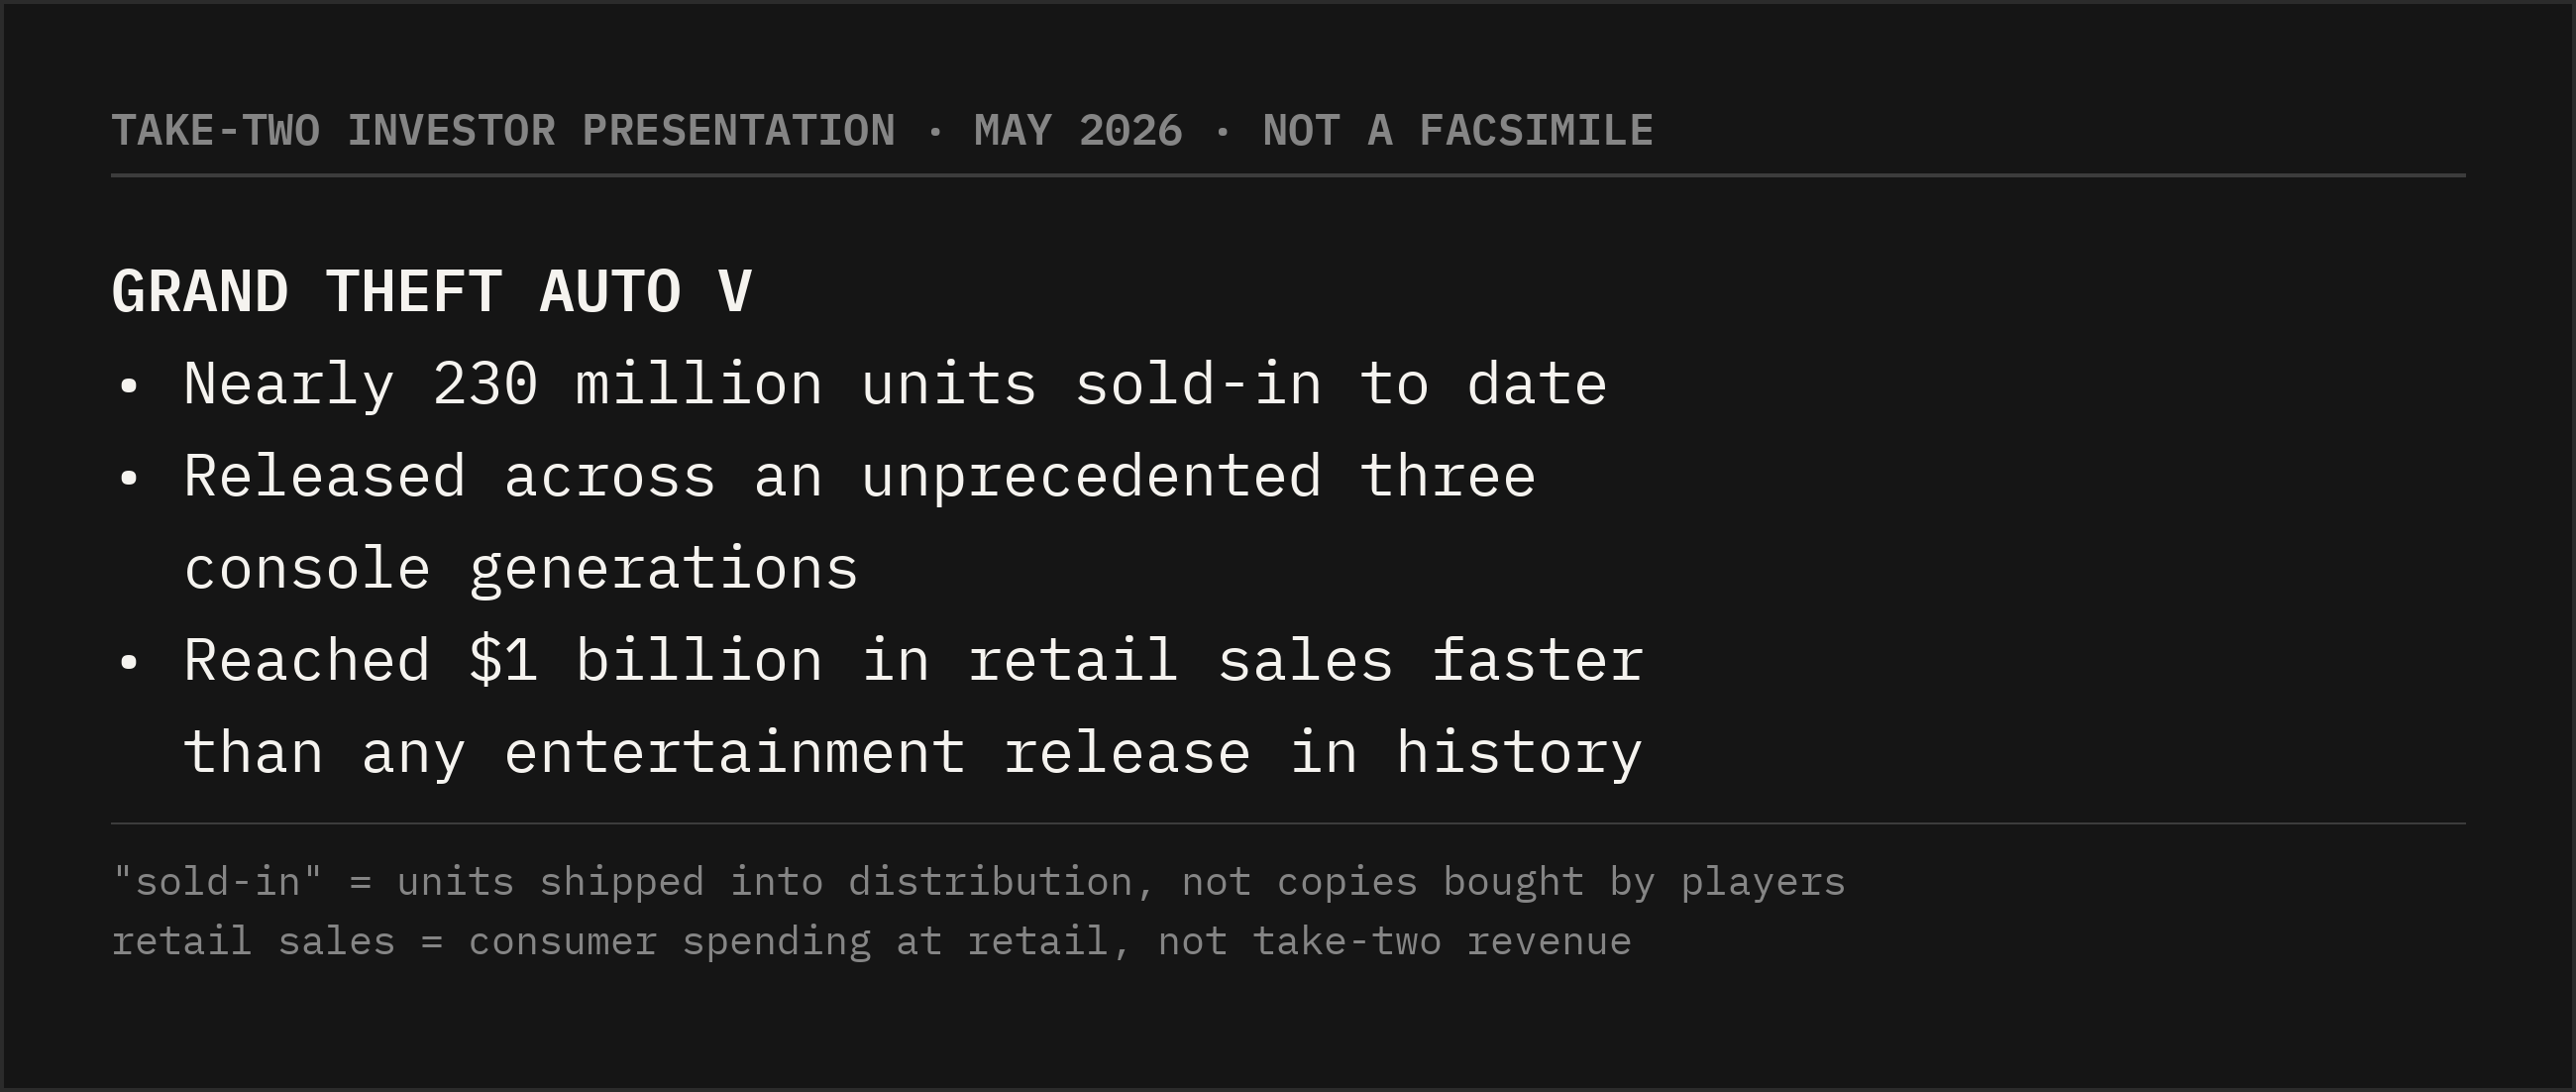 TAKE-TWO INVESTOR PRESENTATION · MAY 2026 · NOT A FACSIMILE
GRAND THEFT AUTO V
• Nearly 230 million units sold-in to date
• Released across an unprecedented three
console generations
• Reached $1 billion in retail sales faster
than any entertainment release in history
"sold-in" = units shipped into distribution, not copies bought by players
retail sales = consumer spending at retail, not take-two revenue